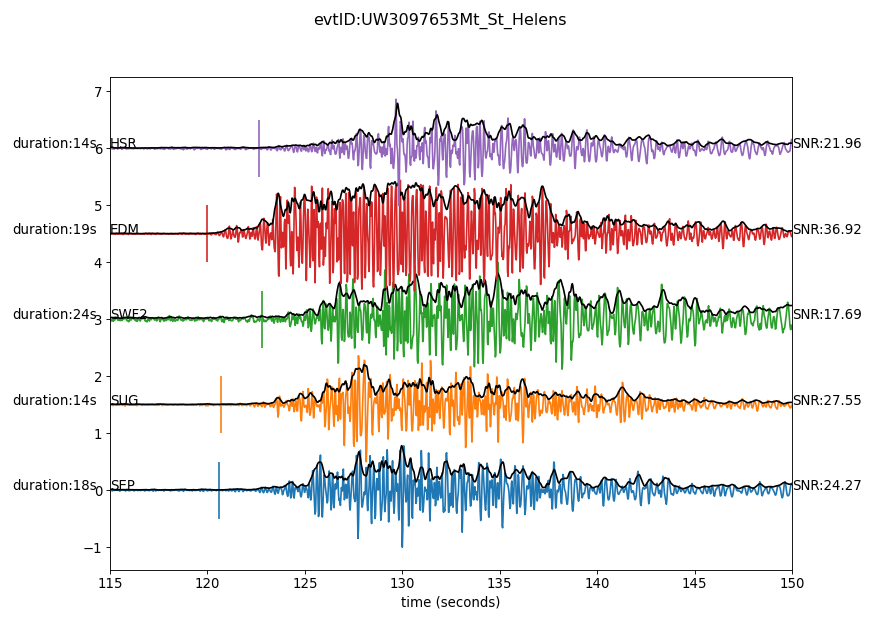 evtID:UW3097653Mt_St_Helens
7
duration:14s HSR 6 SNR:21.96
5
duration:19s EDM SNR:36.92
4
duration:24s SWF2 3 SNR:17.69
2
duration:14s SUG SNR:27.55
1
duration:18s SEP 0 SNR:24.27
−1
115 120 125 130 135 140 145 150
time (seconds)